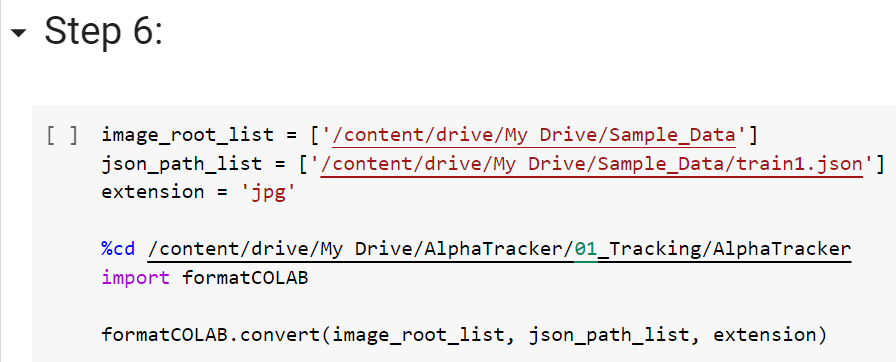 Step 6:
[ ] image_root_list = ['/content/drive/My Drive/Sample_Data']
json_path_list = ['/content/drive/My Drive/Sample_Data/train1.json']
extension = 'jpg'
%cd /content/drive/My Drive/AlphaTracker/01_Tracking/AlphaTracker
import formatCOLAB
formatCOLAB.convert(image_root_list, json_path_list, extension)